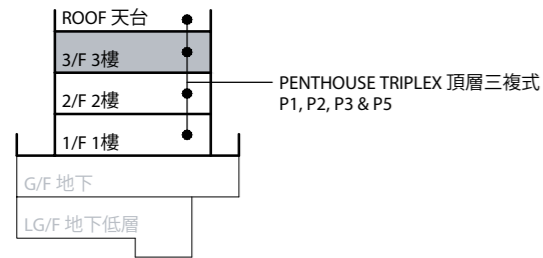 ROOF 天台
3/F 3樓
PENTHOUSE TRIPLEX 頂層三複式
P1, P2, P3 & P5
2/F 2樓
1/F 1樓
G/F 地下
LG/F 地下低層